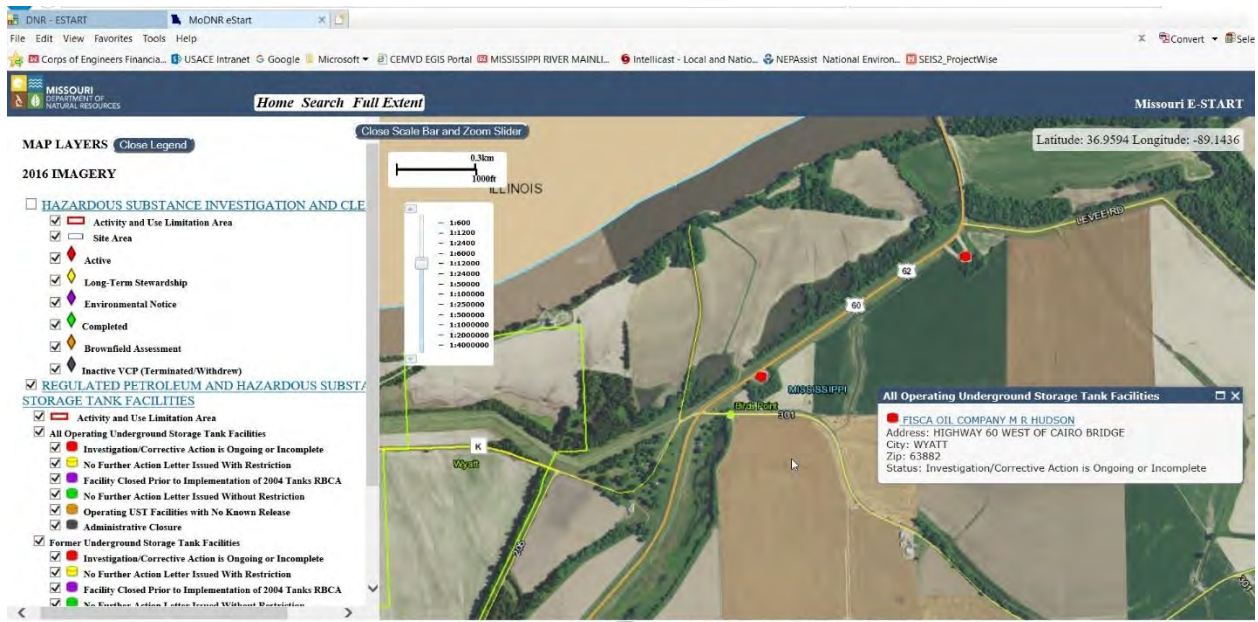 DNR - ESTART
MoDNR eStart
File Edit View Favorites Tools Help
x Convert Sele
Corps of Engineers Financia... USACE Intranet Google Microsoft CEMVD EGIS Portal MISSISSIPPI RIVER MAINLI... Intellicast - Local and Natio... NEPAssist National Environ... SEIS2_ProjectWise
MISSOURI
DEPARTMENT OF
NATURAL RESOURCES
Home Search Full Extent
Missouri E-START
MAP LAYERS Close Legend
2016 IMAGERY
HAZARDOUS SUBSTANCE INVESTIGATION AND CLE
Activity and Use Limitation Area
Site Area
Active
Long-Term Stewardship
Environmental Notice
Completed
Brownfield Assessment
Inactive VCP (Terminated/Withdrew)
REGULATED PETROLEUM AND HAZARDOUS SUBSTA
STORAGE TANK FACILITIES
Activity and Use Limitation Area
All Operating Underground Storage Tank Facilities
Investigation/Corrective Action is Ongoing or Incomplete
No Further Action Letter Issued With Restriction
Facility Closed Prior to Implementation of 2004 Tanks RBCA
No Further Action Letter Issued Without Restriction
Operating UST Facilities with No Known Release
Administrative Closure
Former Underground Storage Tank Facilities
Investigation/Corrective Action is Ongoing or Incomplete
No Further Action Letter Issued With Restriction
Facility Closed Prior to Implementation of 2004 Tanks RBCA
No Further Action Letter Issued Without Restriction
Close Scale Bar and Zoom Slider
0.3km
1000ft
ILLINOIS
1:600
1:1200
1:2400
1:6000
1:12000
1:24000
1:50000
1:100000
1:250000
1:500000
1:1000000
1:2000000
1:4000000
Latitude: 36.9594 Longitude: -89.1436
LEVEE RD
62
60
MISSISSIPPI
Birds Point
301
K
Wyatt
206
301
All Operating Underground Storage Tank Facilities
FISCA OIL COMPANY M R HUDSON
Address: HIGHWAY 60 WEST OF CAIRO BRIDGE
City: WYATT
Zip: 63882
Status: Investigation/Corrective Action is Ongoing or Incomplete